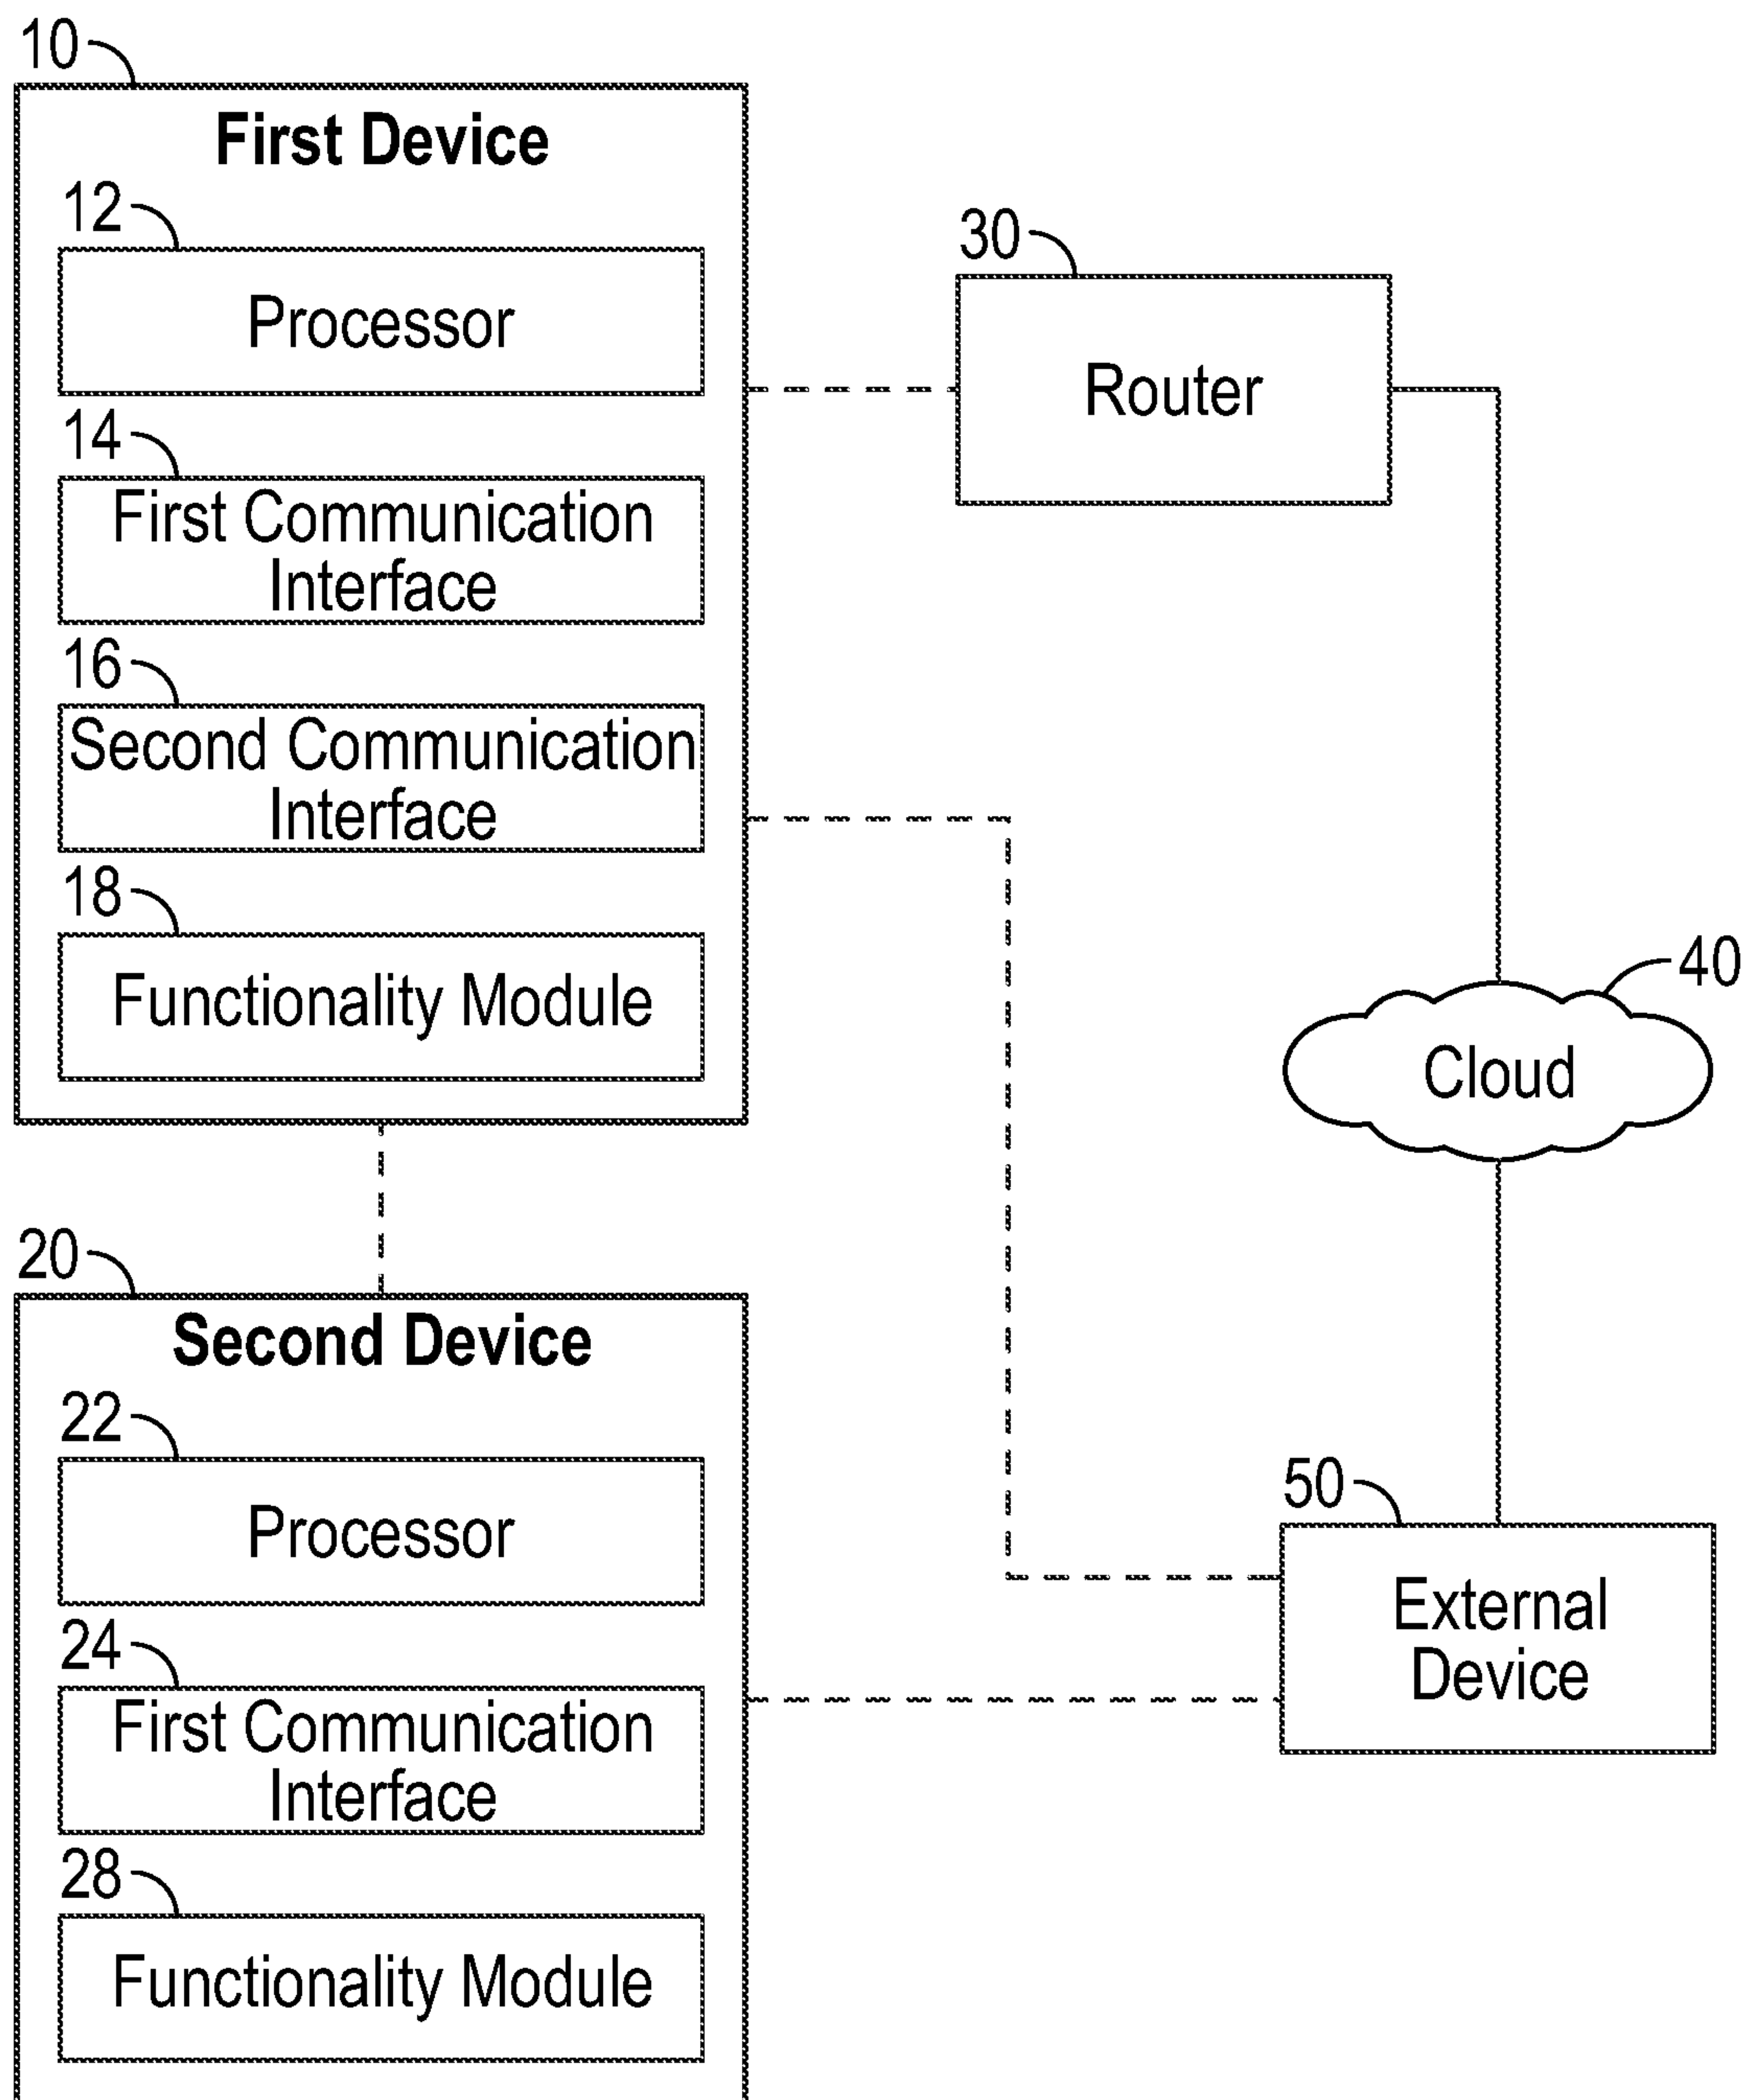 10
First Device
12
Processor
30
Router
14
First Communication
Interface
16
Second Communication
Interface
18
Functionality Module
40
Cloud
20
Second Device
22
Processor
50
External
Device
24
First Communication
Interface
28
Functionality Module